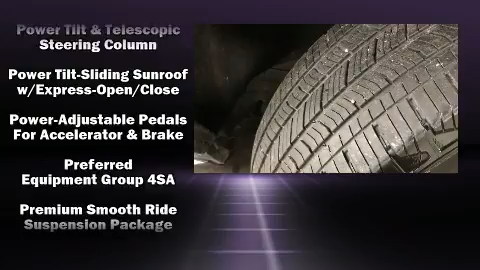 Power Tilt & Telescopic
Steering Column
Power Tilt-Sliding Sunroof
w/Express-Open/Close
Power-Adjustable Pedals
For Accelerator & Brake
Preferred
Equipment Group 4SA
Premium Smooth Ride
Suspension Package